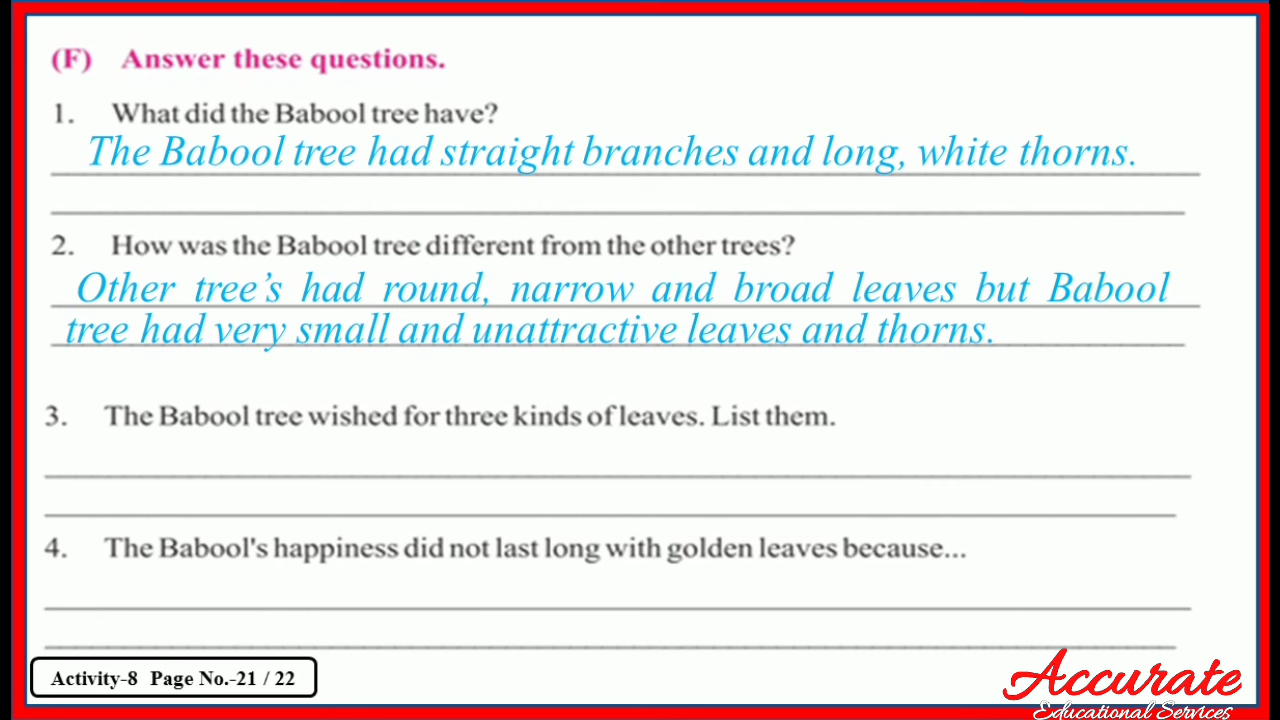 (F) Answer these questions.
1. What did the Babool tree have?
The Babool tree had straight branches and long, white thorns.
2. How was the Babool tree different from the other trees?
Other tree's had round, narrow and broad leaves but Babool
tree had very small and unattractive leaves and thorns.
3. The Babool tree wished for three kinds of leaves. List them.
4. The Babool's happiness did not last long with golden leaves because...
Activity-8 Page No.-21 / 22
Accurate
Educational Services